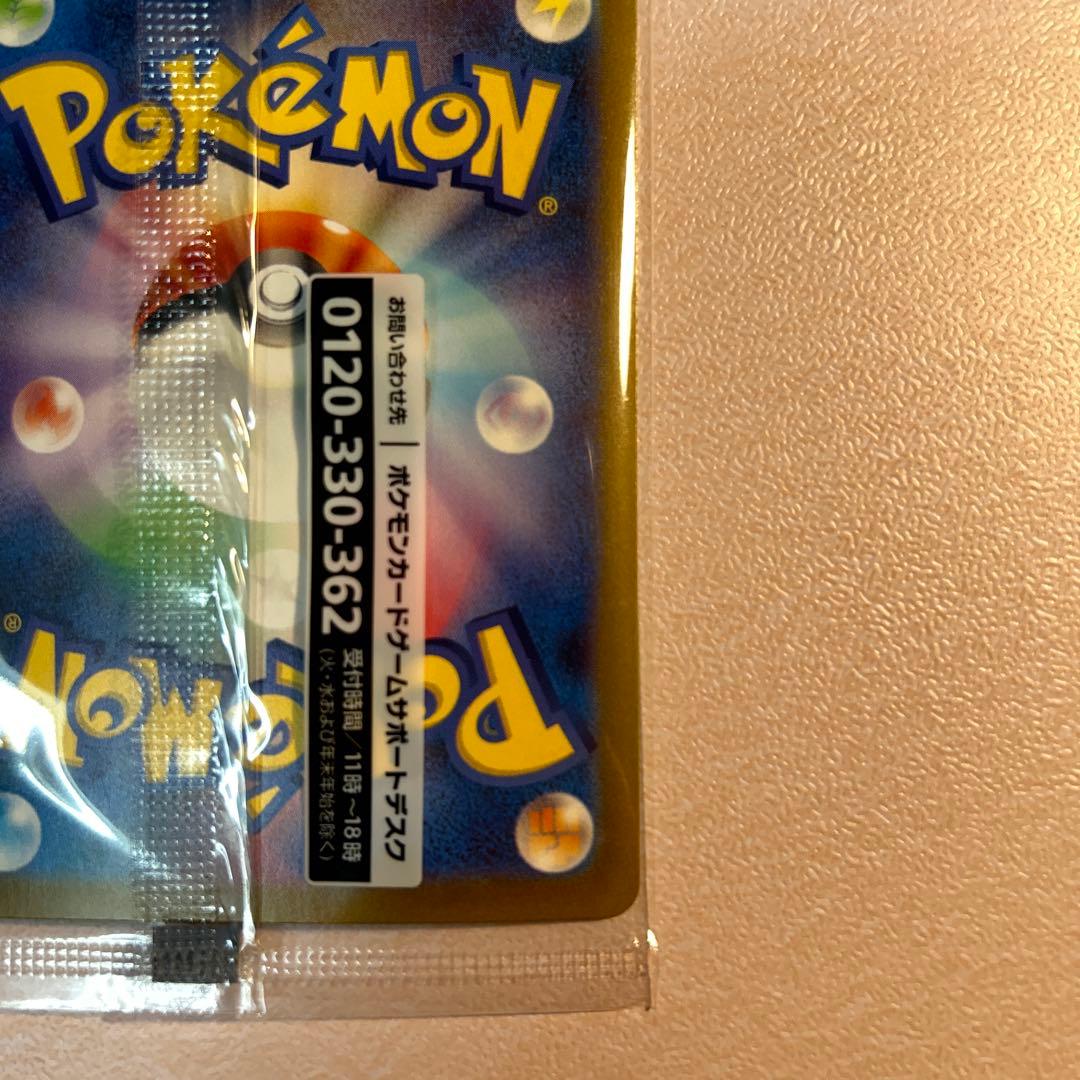 POKéMON
®
お問い合わせ先 | ポケモンカードゲームサポートデスク
0120-330-362 受付時間/11時〜18時
(火・水および年末年始を除く)
POKéMON
®